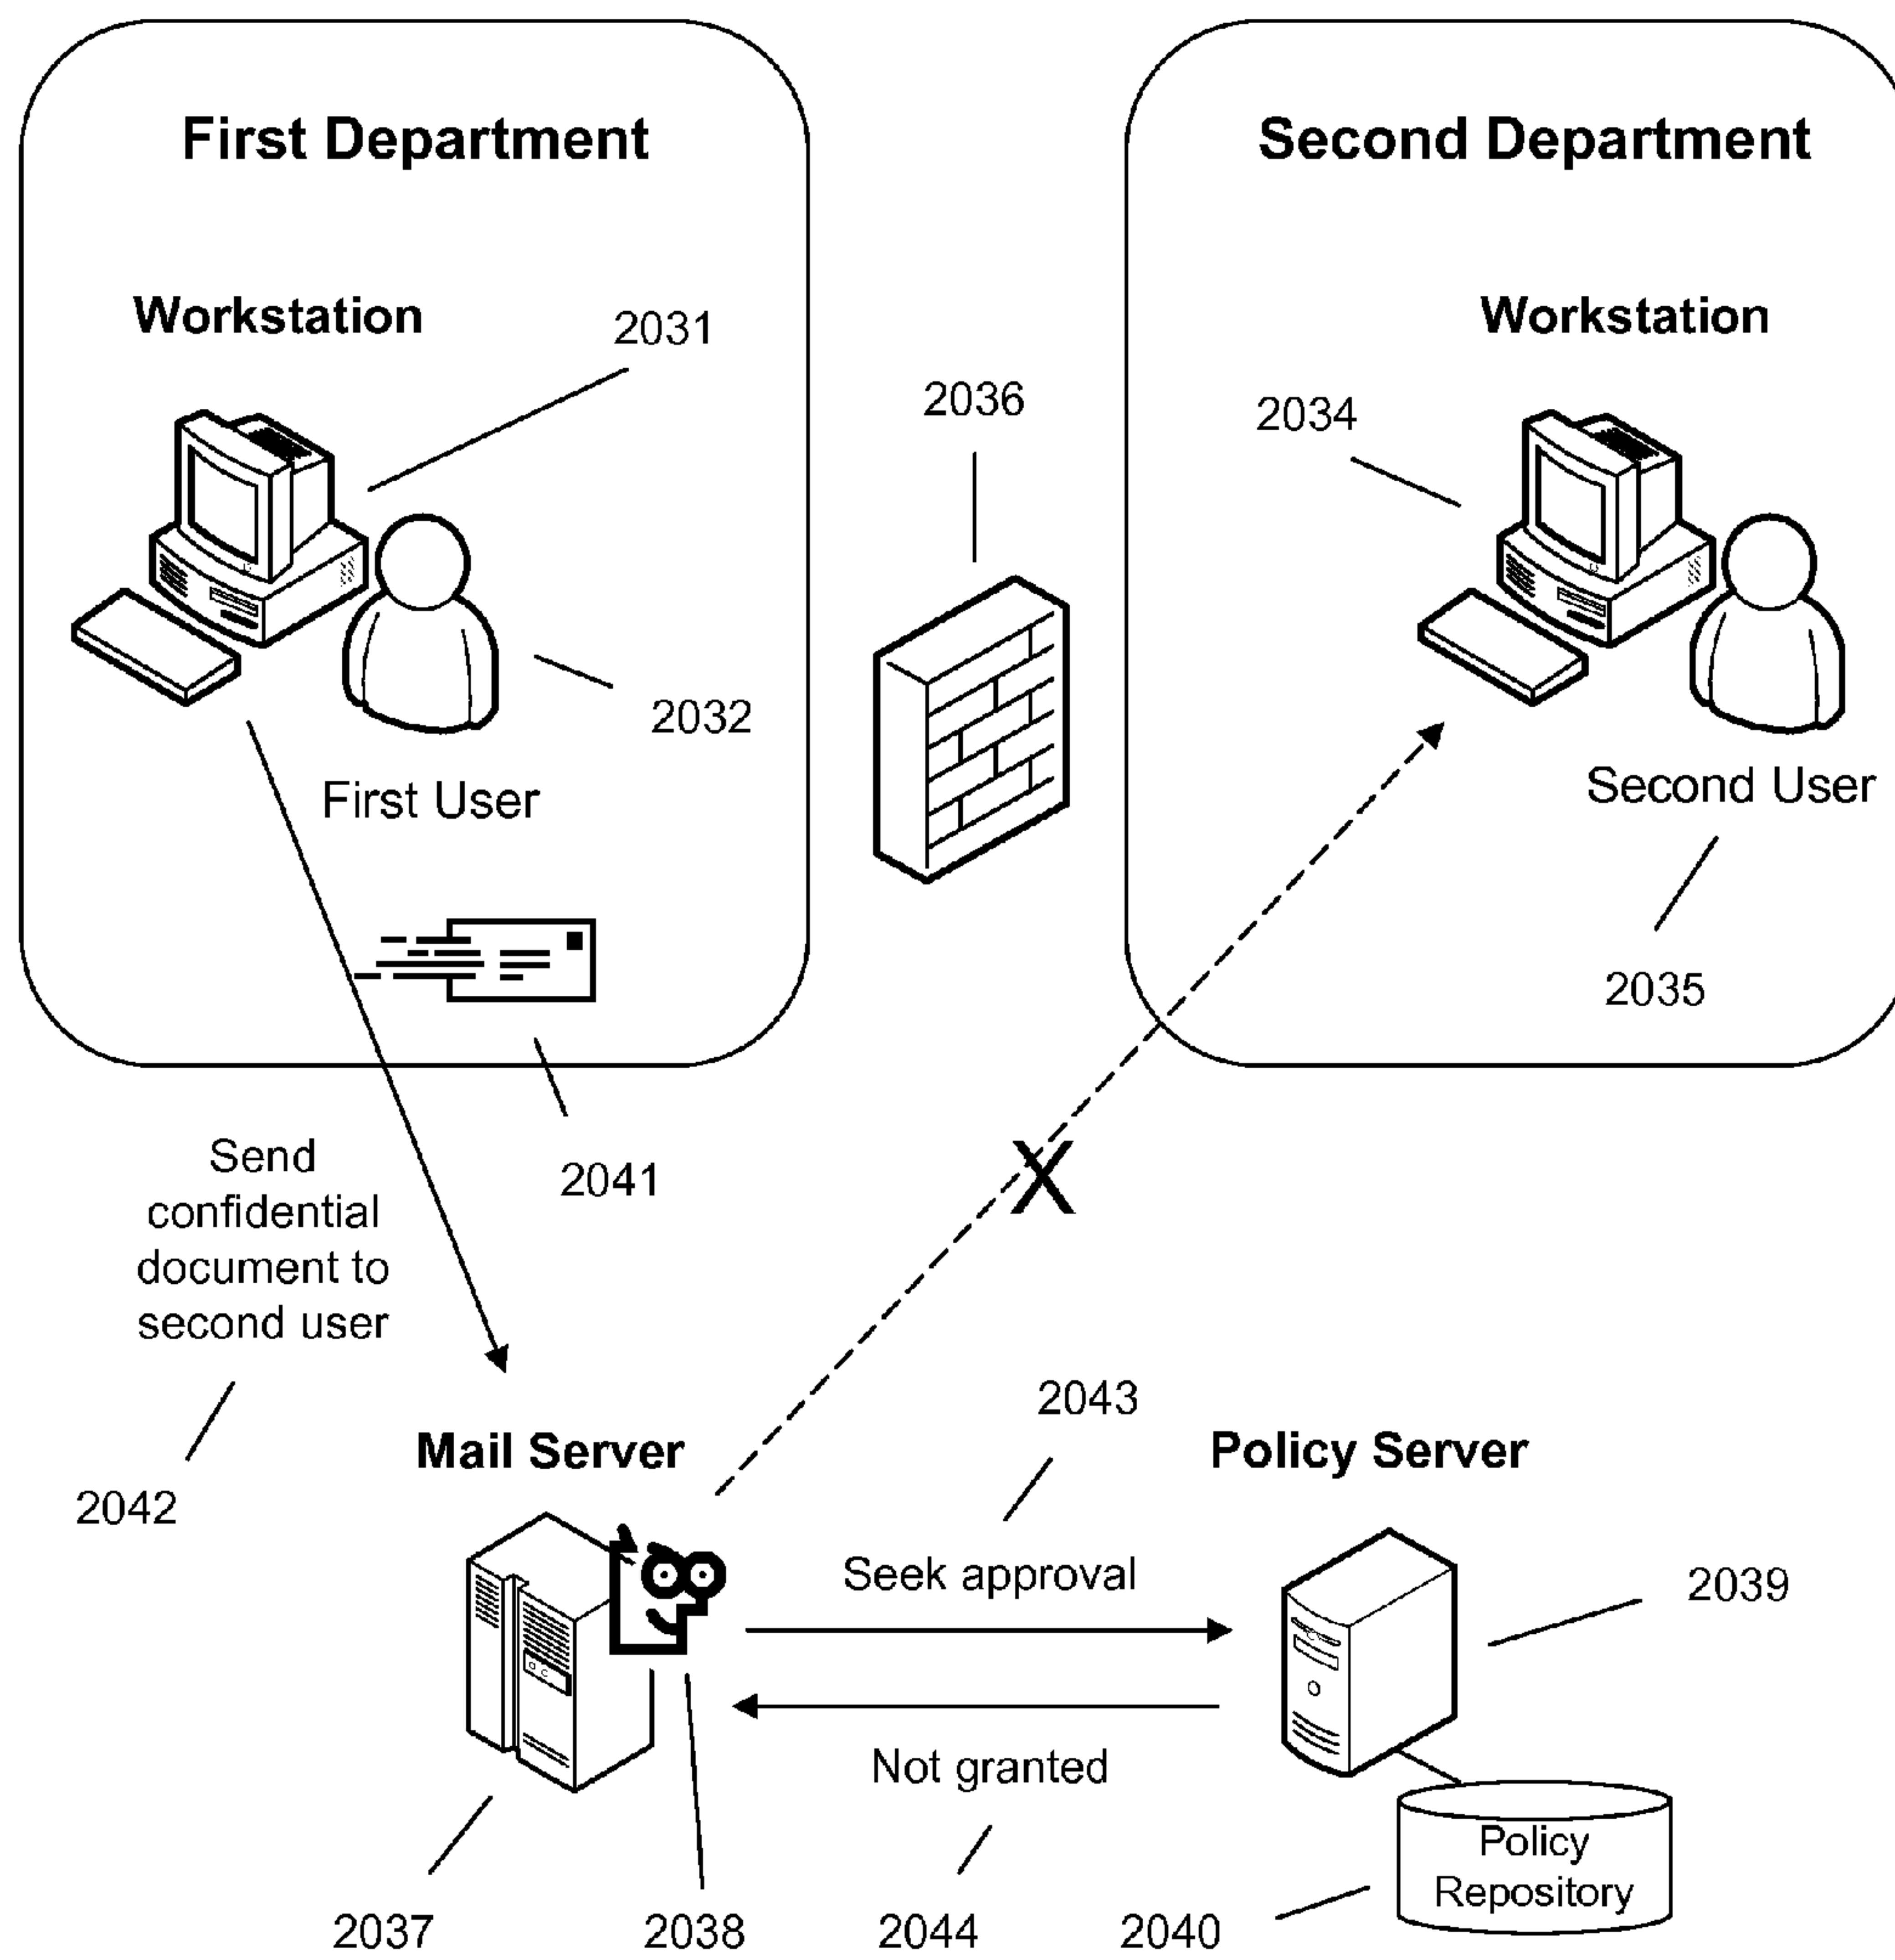 First Department
Second Department
Workstation
2031
Workstation
2036
2034
2032
First User
Second User
2035
Send
confidential
document to
second user
2041
X
2042
2043
Mail Server
Policy Server
Seek approval
2039
Not granted
Policy
Repository
2037
2038
2044
2040